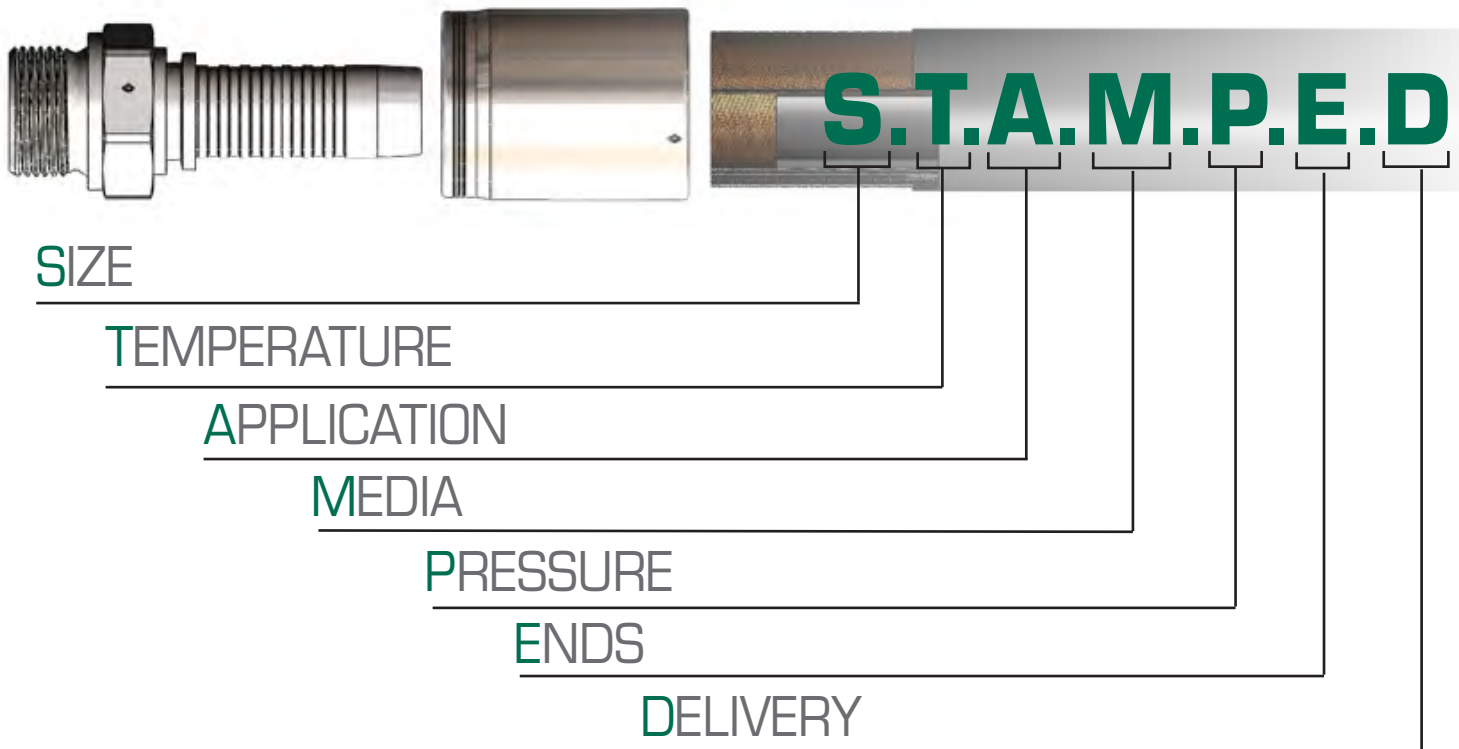 S.T.A.M.P.E.D
SIZE
TEMPERATURE
APPLICATION
MEDIA
PRESSURE
ENDS
DELIVERY